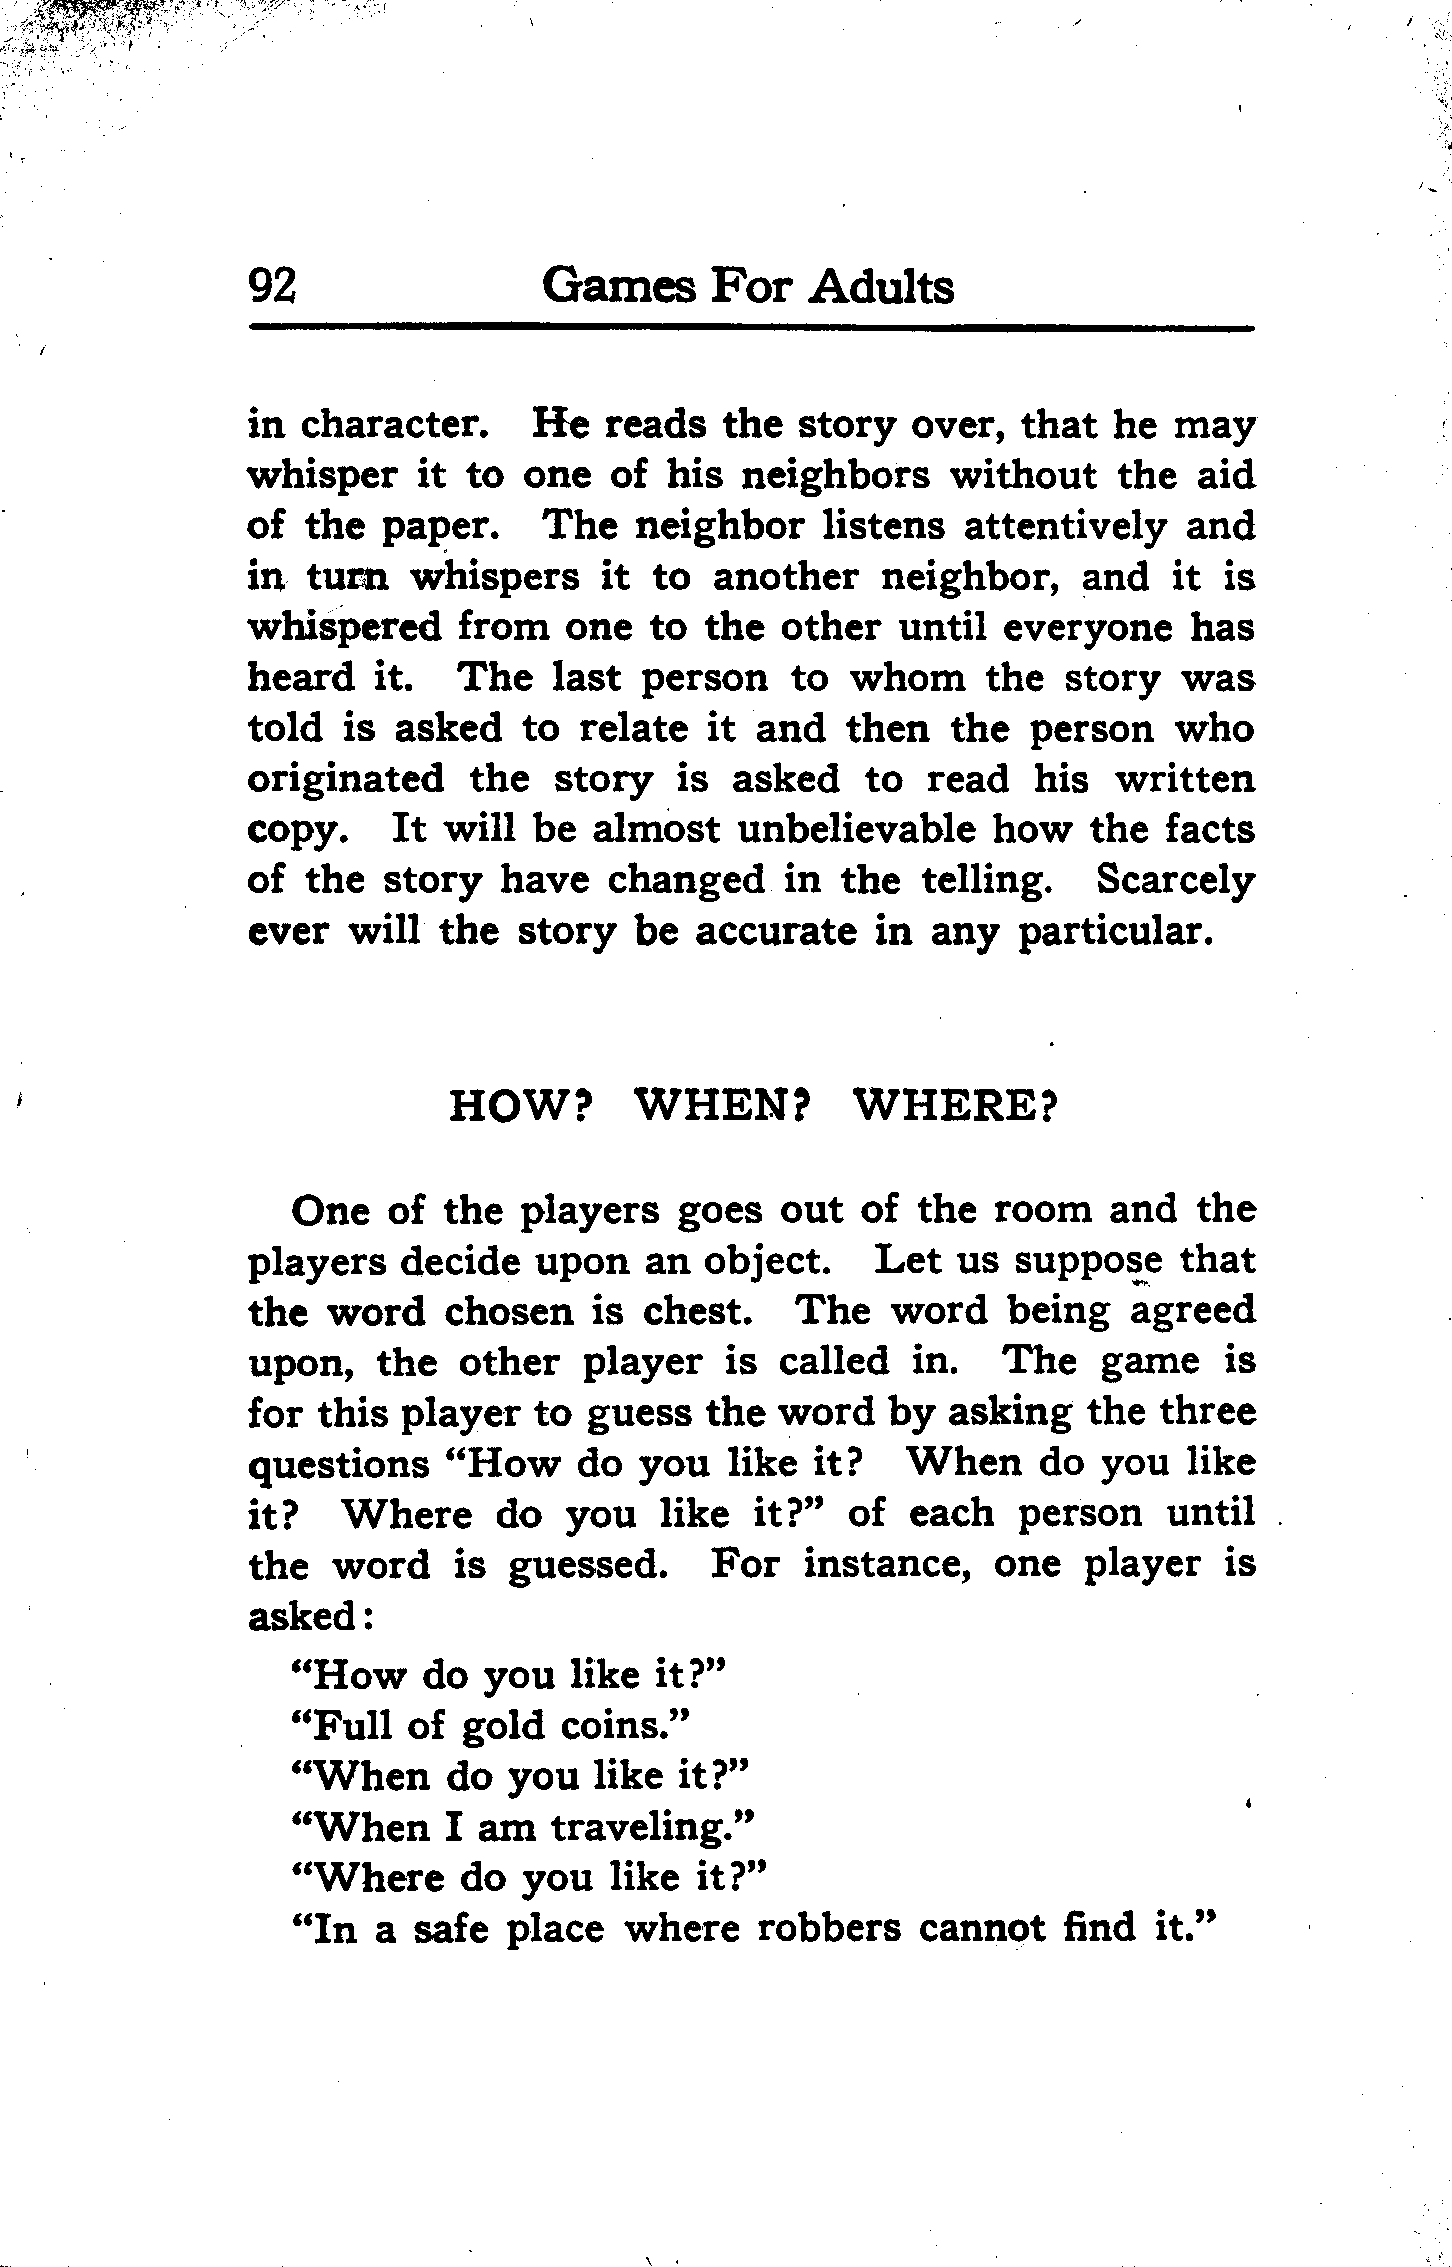 92 Games For Adults
in character. He reads the story over, that he may
whisper it to one of his neighbors without the aid
of the paper. The neighbor listens attentively and
in turn whispers it to another neighbor, and it is
whispered from one to the other until everyone has
heard it. The last person to whom the story was
told is asked to relate it and then the person who
originated the story is asked to read his written
copy. It will be almost unbelievable how the facts
of the story have changed in the telling. Scarcely
ever will the story be accurate in any particular.
HOW? WHEN? WHERE?
One of the players goes out of the room and the
players decide upon an object. Let us suppose that
the word chosen is chest. The word being agreed
upon, the other player is called in. The game is
for this player to guess the word by asking the three
questions “How do you like it? When do you like
it? Where do you like it?” of each person until
the word is guessed. For instance, one player is
asked:
“How do you like it?”
“Full of gold coins.”
“When do you like it?”
“When I am traveling.”
“Where do you like it?”
“In a safe place where robbers cannot find it.”